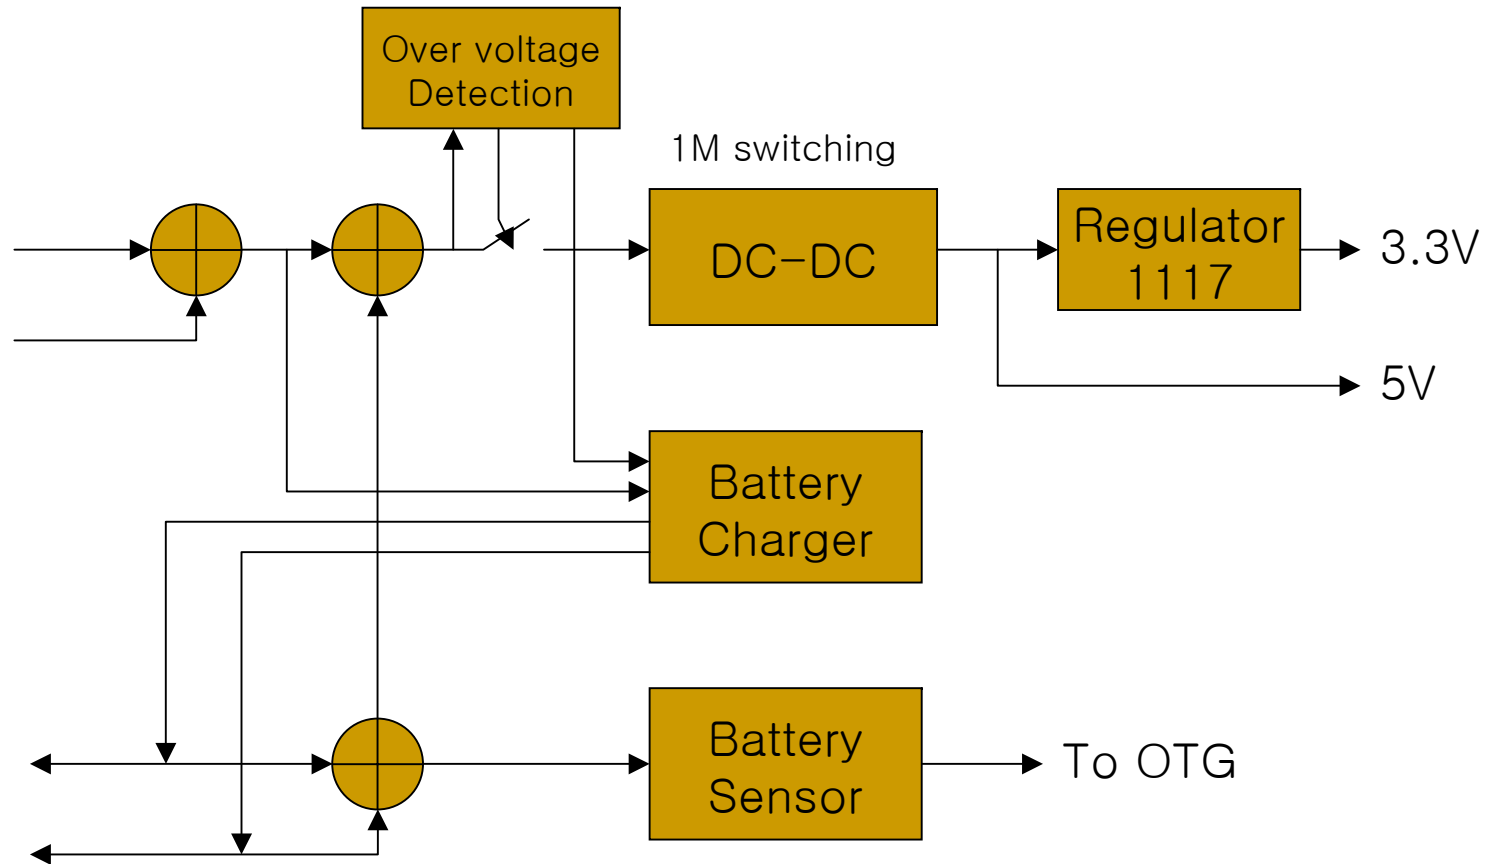 Over voltage
Detection
1M switching
DC-DC
Regulator
1117
3.3V
5V
Battery
Charger
Battery
Sensor
To OTG